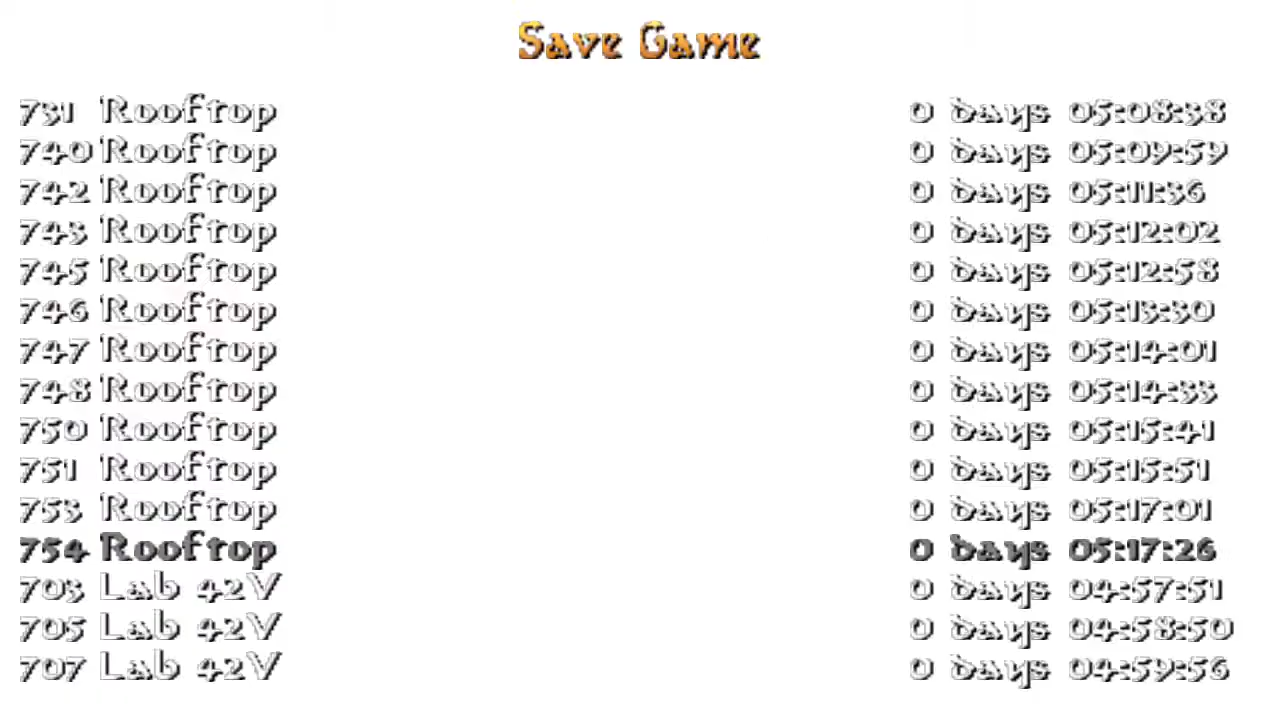 Save Game
731 Rooftop 0 days 05:08:38
740 Rooftop 0 days 05:09:59
742 Rooftop 0 days 05:11:36
743 Rooftop 0 days 05:12:02
745 Rooftop 0 days 05:12:58
746 Rooftop 0 days 05:13:30
747 Rooftop 0 days 05:14:01
748 Rooftop 0 days 05:14:33
750 Rooftop 0 days 05:15:41
751 Rooftop 0 days 05:15:51
753 Rooftop 0 days 05:17:01
754 Rooftop 0 days 05:17:26
703 Lab 42V 0 days 04:57:51
705 Lab 42V 0 days 04:58:50
707 Lab 42V 0 days 04:59:56